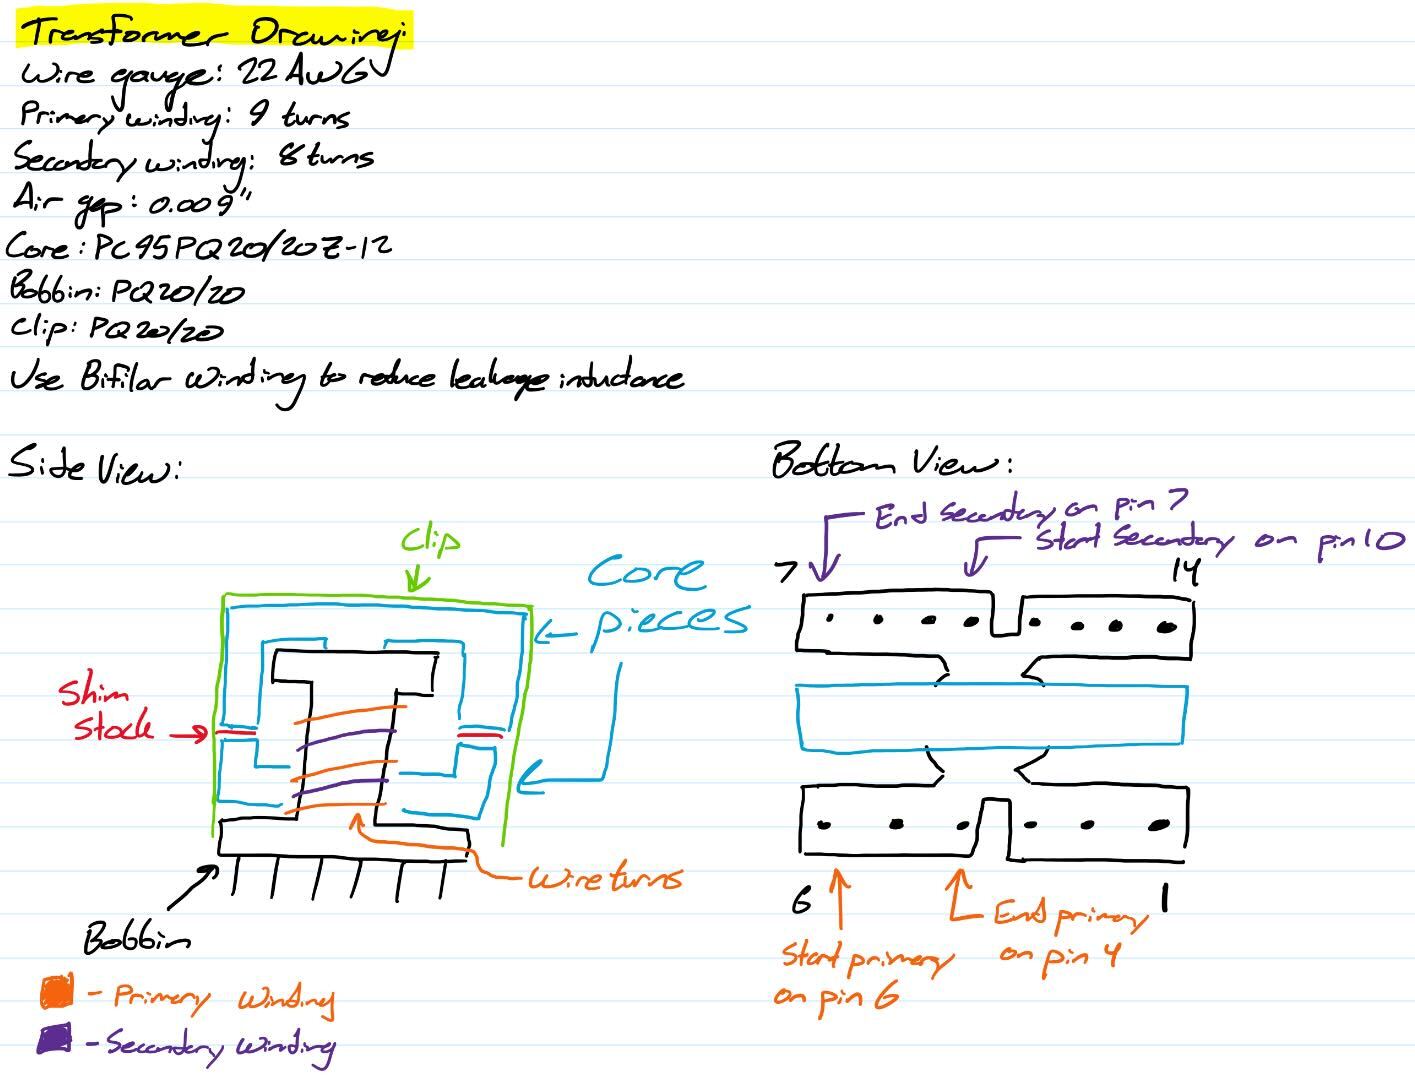 Transformer Drawing:
Wire gauge: 22 AWG
Primary winding: 9 turns
Secondary winding: 8 turns
Air gap: 0.009"
Core: PC95PQ20/20Z-12
Bobbin: PQ20/20
Clip: PQ20/20
Use Bifilar winding to reduce leakage inductance
Side View:
Bottom View:
Clip
Core
pieces
Shim
stock
Wire turns
Bobbin
- Primary Winding
- Secondary winding
End secondary on pin 7
Start Secondary on pin 10
7
14
6
1
Start primary
on pin 6
End primary
on pin 4